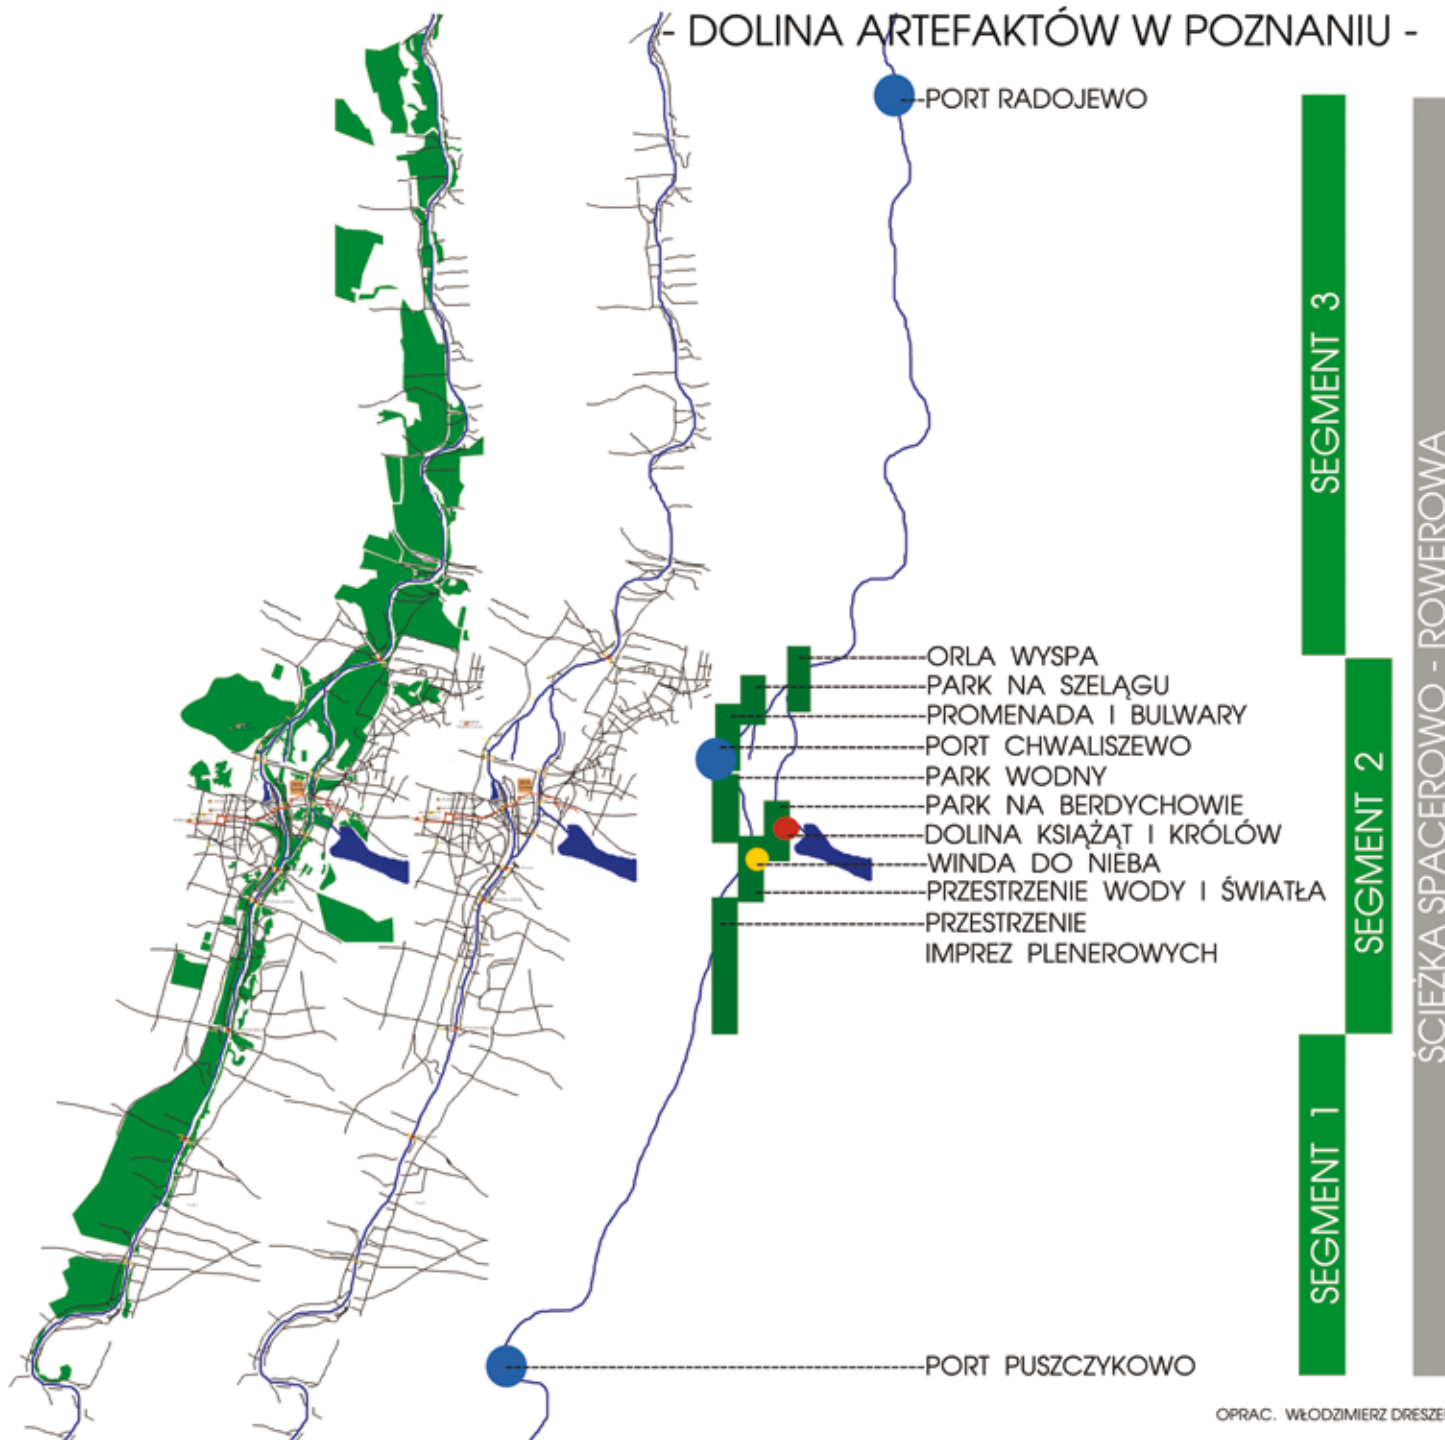 - DOLINA ARTEFAKTÓW W POZNANIU -
PORT RADOJEWO
ORLA WYSPA
PARK NA SZELĄGU
PROMENADA I BULWARY
PORT CHWALISZEWO
PARK WODNY
PARK NA BERDYCHOWIE
DOLINA KSIĄŻĄT I KRÓLÓW
WINDA DO NIEBA
PRZESTRZENIE WODY I ŚWIATŁA
PRZESTRZENIE
IMPREZ PLENEROWYCH
PORT PUSZCZYKOWO
SEGMENT 3
SEGMENT 2
SEGMENT 1
ŚCIEŻKA SPACEROWO - ROWEROWA
OPRAC. WŁODZIMIERZ